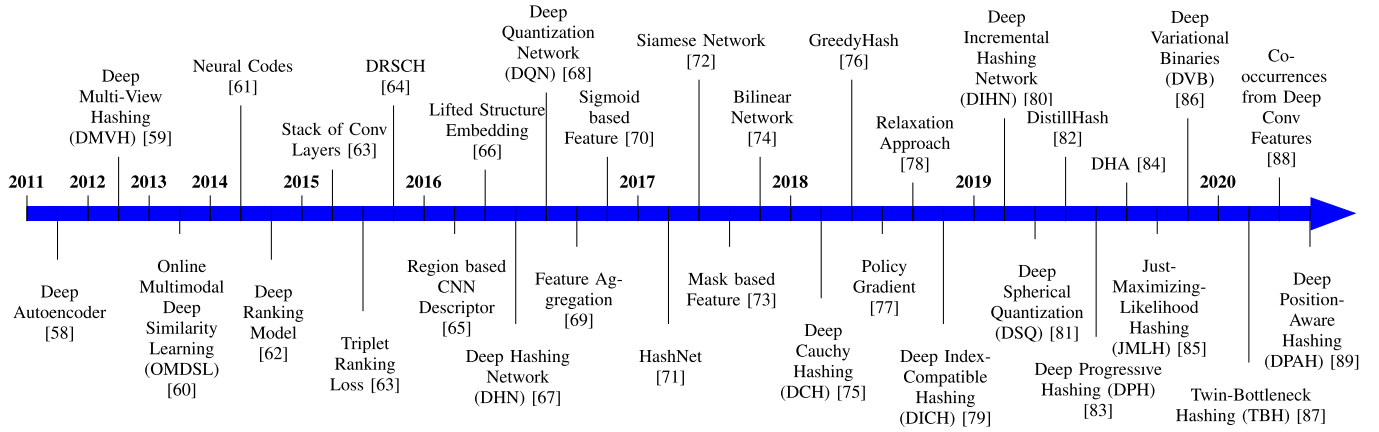 Deep
Multi-View
Hashing
(DMVH) [59]
Neural Codes
[61]
Stack of Conv
Layers [63]
DRSCH
[64]
Lifted Structure
Embedding
[66]
Deep
Quantization
Network
(DQN) [68]
Sigmoid
based
Feature [70]
Siamese Network
[72]
Bilinear
Network
[74]
GreedyHash
[76]
Relaxation
Approach
[78]
Deep
Incremental
Hashing
Network
(DIHN) [80]
DistillHash
[82]
DHA [84]
Deep
Variational
Binaries
(DVB)
[86]
Co-
occurrences
from Deep
Conv
Features
[88]
2011 2012 2013 2014 2015 2016 2017 2018 2019 2020
Deep
Autoencoder
[58]
Online
Multimodal
Deep
Similarity
Learning
(OMDSL)
[60]
Deep
Ranking
Model
[62]
Triplet
Ranking
Loss [63]
Region based
CNN
Descriptor
[65]
Deep Hashing
Network
(DHN) [67]
Feature Ag-
gregation
[69]
HashNet
[71]
Mask based
Feature [73]
Deep
Cauchy
Hashing
(DCH) [75]
Policy
Gradient
[77]
Deep Index-
Compatible
Hashing
(DICH) [79]
Deep
Spherical
Quantization
(DSQ) [81]
Deep Progressive
Hashing (DPH)
[83]
Just-
Maximizing-
Likelihood
Hashing
(JMLH) [85]
Twin-Bottleneck
Hashing (TBH) [87]
Deep
Position-
Aware
Hashing
(DPAH) [89]